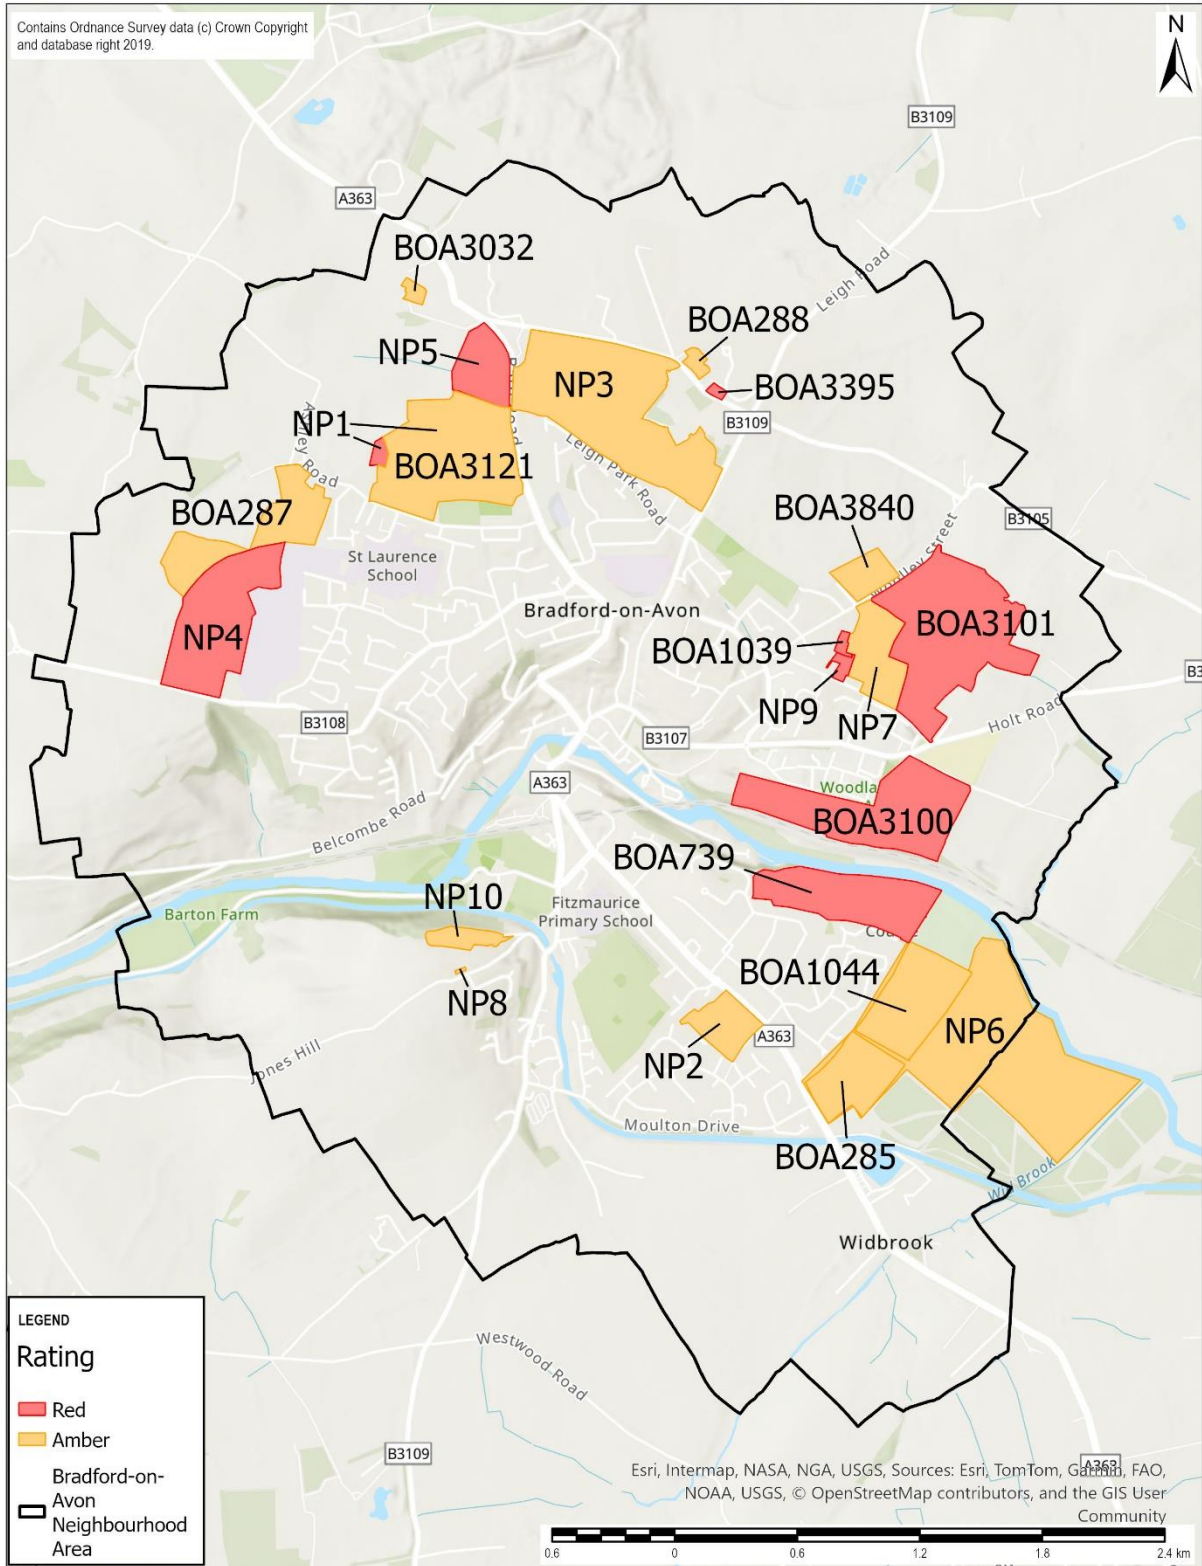 Contains Ordnance Survey data (c) Crown Copyright
and database right 2019.
N
B3109
A363
Leigh Road
BOA3032
BOA288
NP5
NP3
BOA3395
B3109
NP1
Leigh Park Road
BOA3121
BOA287
BOA3840
B3105
St Laurence
School
Bradford-on-Avon
BOA3101
NP4
BOA1039
NP9
NP7
B3108
B3107
Holt Road
A363
BOA3100
Belcombe Road
BOA739
NP10
Fitzmaurice
Primary School
Barton Farm
BOA1044
NP8
NP6
NP2
A363
Jones Hill
Moulton Drive
BOA285
Wid Brook
Widbrook
LEGEND
Rating
Red
Amber
Bradford-on-
Avon
Neighbourhood
Area
Westwood Road
B3109
A363
Esri, Intermap, NASA, NGA, USGS, Sources: Esri, TomTom, Garmin, FAO,
NOAA, USGS, © OpenStreetMap contributors, and the GIS User
Community
0.6 0 0.6 1.2 1.8 2.4 km